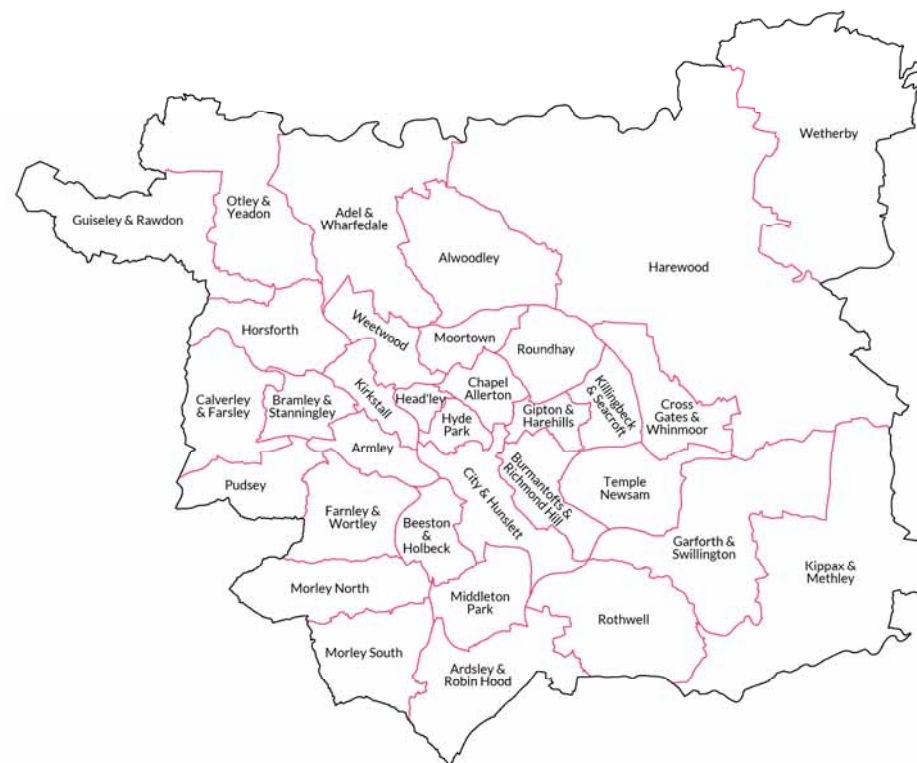 Wetherby
Otley &
Yeadon
Guiseley & Rawdon
Adel &
Wharfedale
Alwoodley
Harewood
Horsforth
Weetwood
Moortown
Roundhay
Calverley
& Farsley
Bramley &
Stanningley
Kirkstall
Head'ley
Chapel
Allerton
Hyde
Park
Gipton &
Harehills
Killingbeck
& Seacroft
Cross
Gates &
Whinmoor
Armley
Pudsey
City & Hunslett
Burmantofts &
Richmond Hill
Temple
Newsam
Farnley &
Wortley
Beeston
&
Holbeck
Garforth &
Swillington
Kippax &
Methley
Morley North
Middleton
Park
Rothwell
Morley South
Ardsley &
Robin Hood